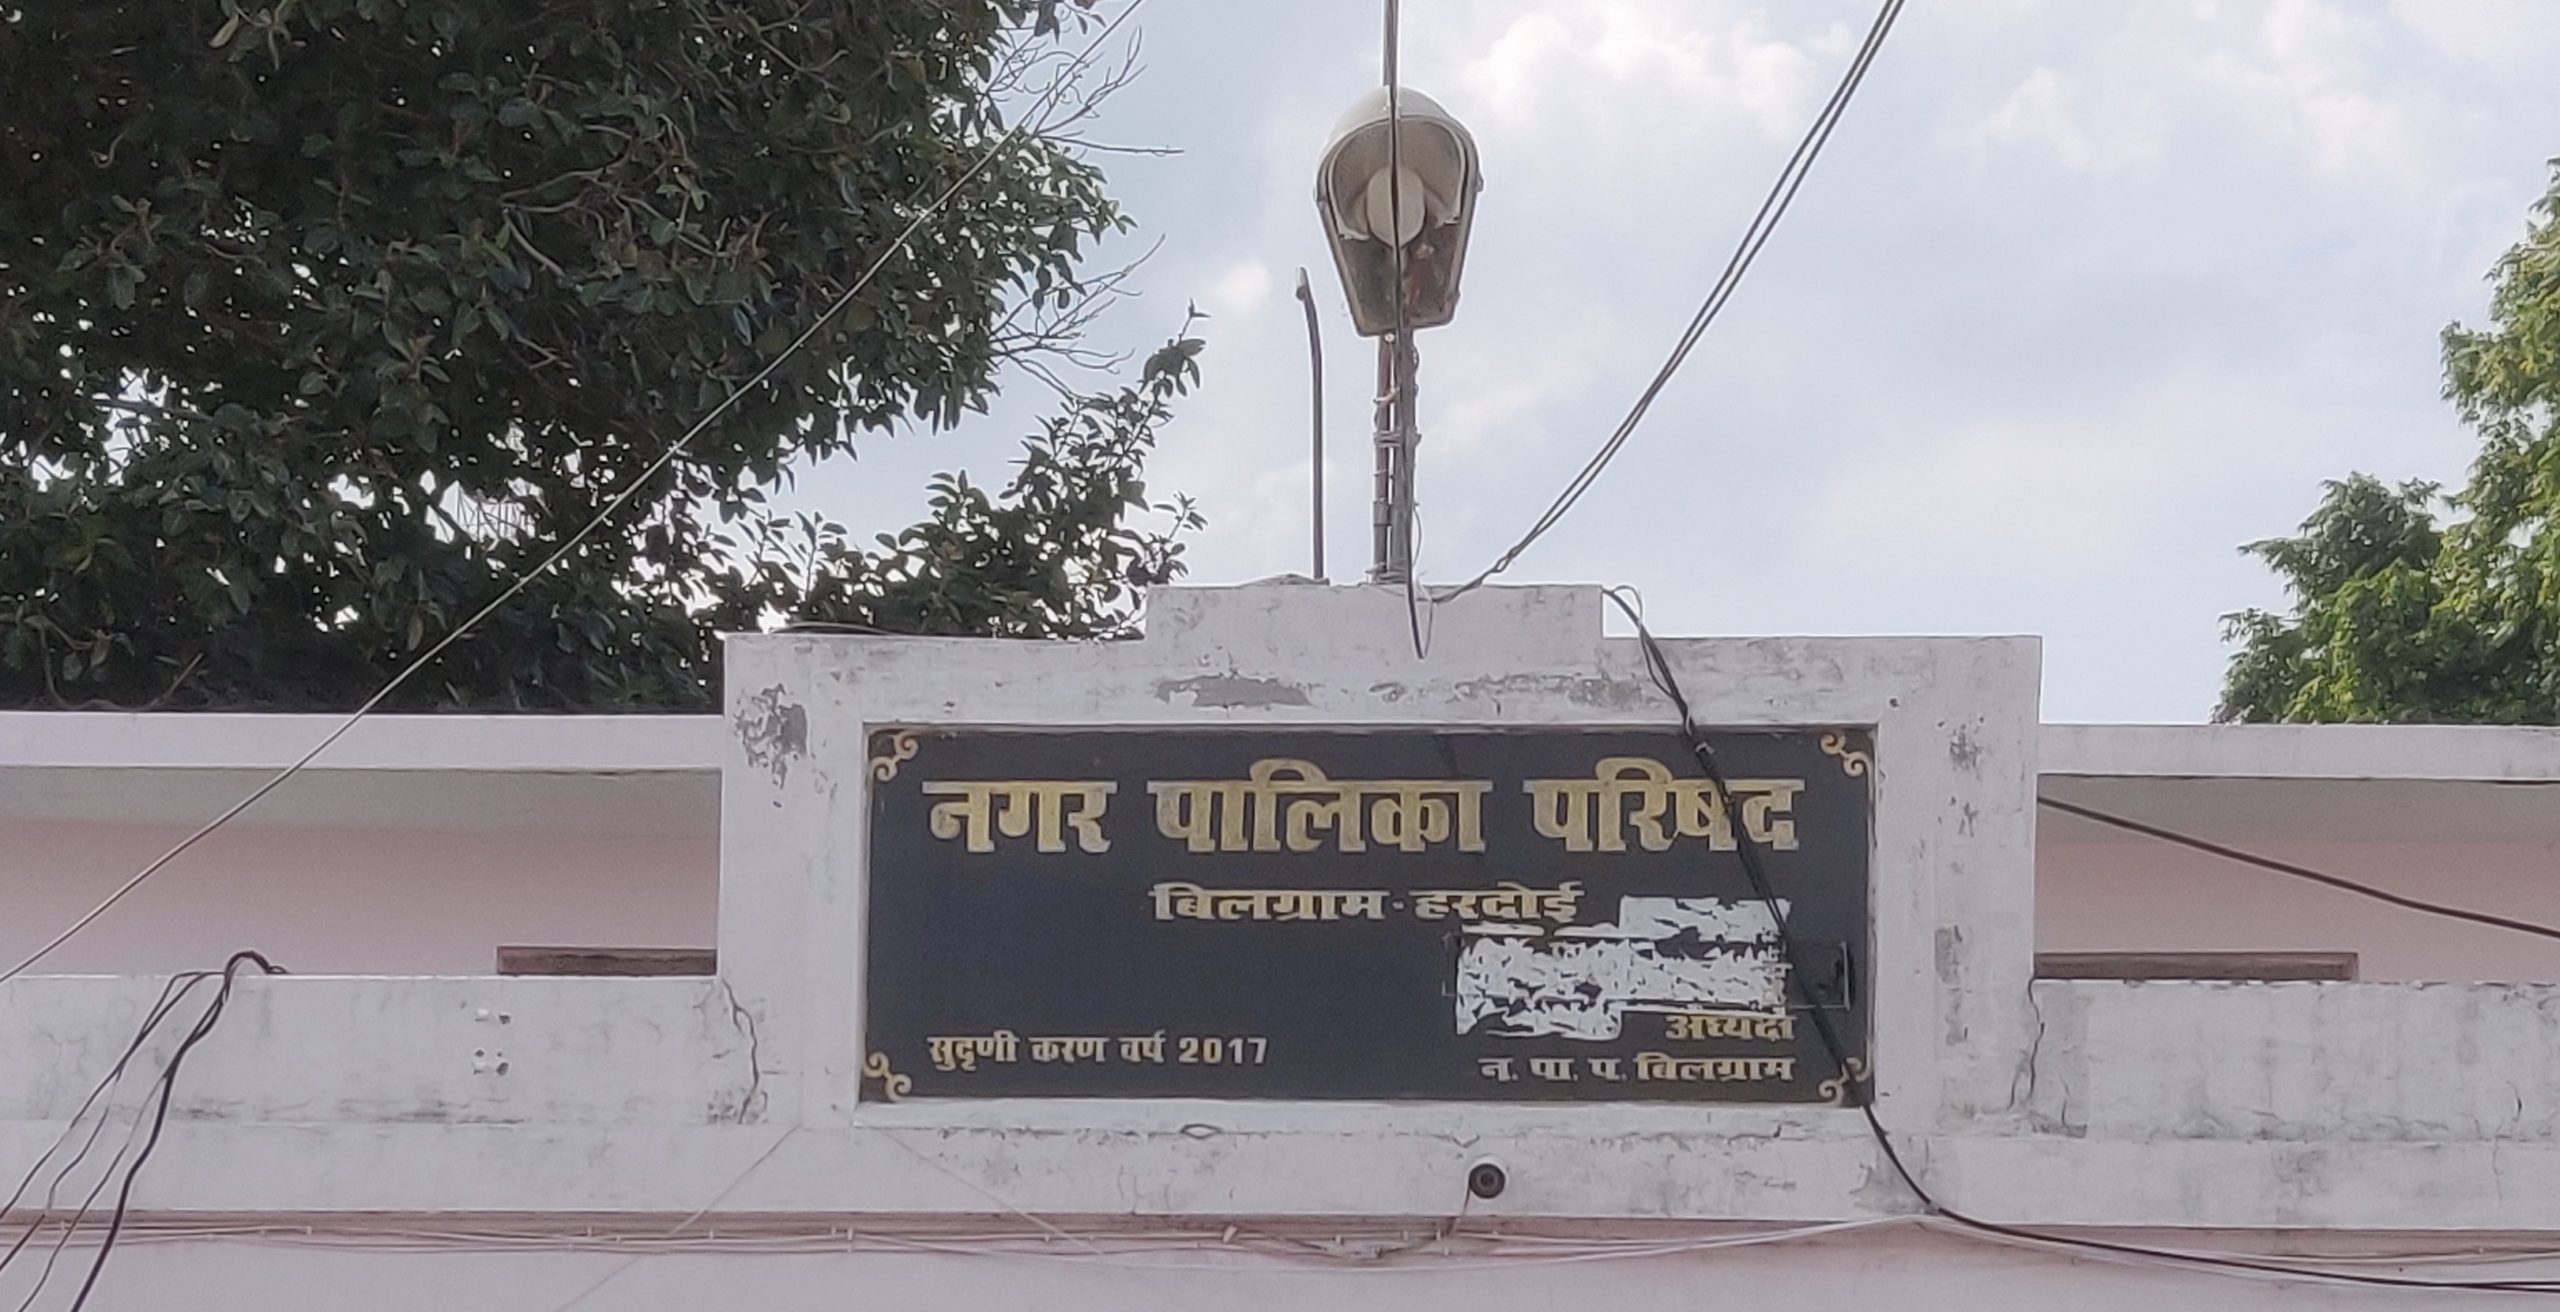 नगर पालिका परिषद
बिलग्राम - हरदोई
अध्यक्ष
सुदृणी करण वर्ष 2017
न. पा. प. बिलग्राम